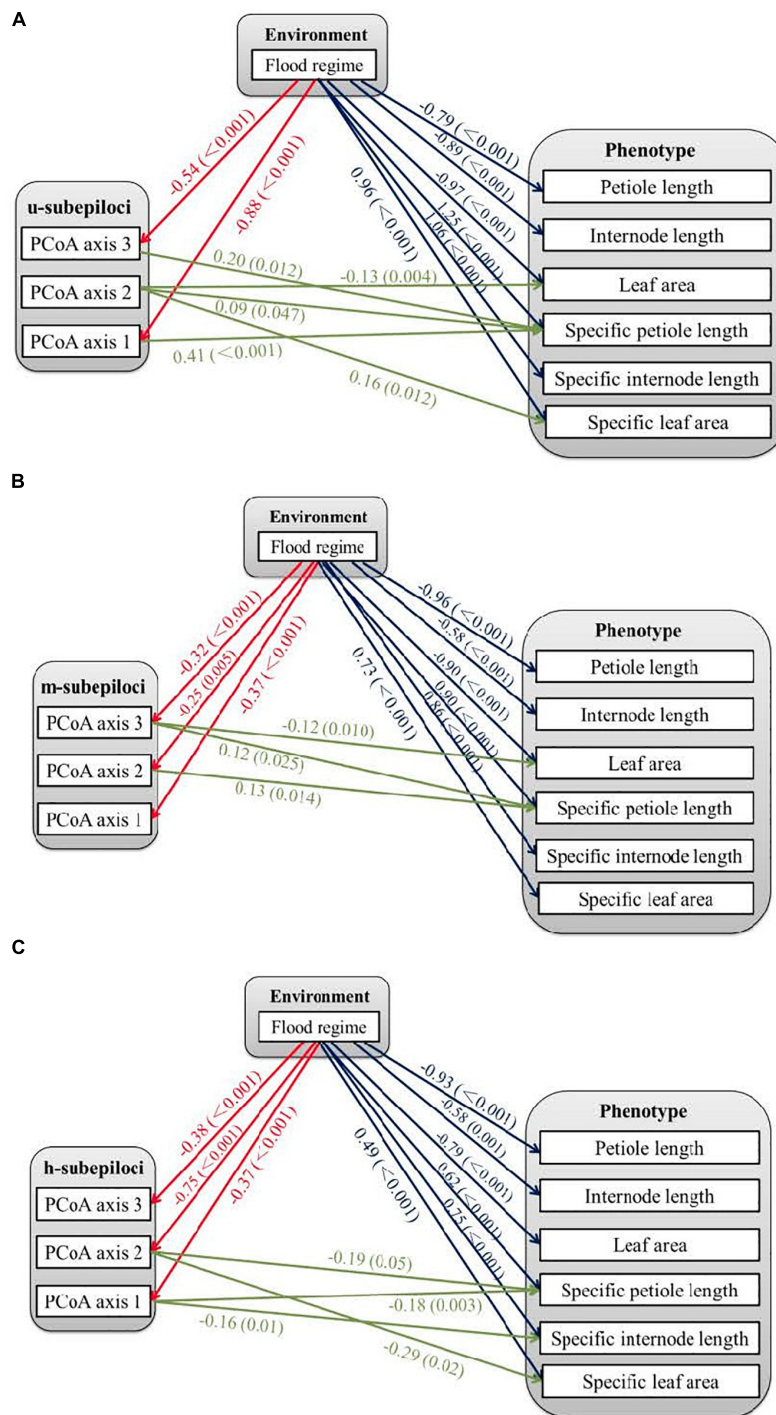 A
Environment
Flood regime
-0.54 (<0.001)
-0.88 (<0.001)
0.96 (<0.001)
-0.79 (<0.001)
-0.89 (<0.001)
-0.97 (<0.001)
1.25 (<0.001)
1.06 (<0.001)
u-subepiloci
PCoA axis 3
PCoA axis 2
PCoA axis 1
0.20 (0.012)
-0.13 (0.004)
0.09 (0.047)
0.41 (<0.001)
0.16 (0.012)
Phenotype
Petiole length
Internode length
Leaf area
Specific petiole length
Specific internode length
Specific leaf area
B
Environment
Flood regime
-0.32 (<0.001)
-0.25 (0.005)
-0.37 (<0.001)
0.73 (<0.001)
-0.96 (<0.001)
-0.58 (<0.001)
-0.90 (<0.001)
0.90 (<0.001)
0.86 (<0.001)
m-subepiloci
PCoA axis 3
PCoA axis 2
PCoA axis 1
-0.12 (0.010)
0.12 (0.025)
0.13 (0.014)
Phenotype
Petiole length
Internode length
Leaf area
Specific petiole length
Specific internode length
Specific leaf area
C
Environment
Flood regime
-0.38 (<0.001)
-0.75 (<0.001)
-0.37 (<0.001)
0.49 (<0.001)
-0.93 (<0.001)
-0.58 (0.001)
-0.79 (<0.001)
0.62 (<0.001)
0.75 (<0.001)
h-subepiloci
PCoA axis 3
PCoA axis 2
PCoA axis 1
-0.19 (0.05)
-0.18 (0.003)
-0.16 (0.01)
-0.29 (0.02)
Phenotype
Petiole length
Internode length
Leaf area
Specific petiole length
Specific internode length
Specific leaf area